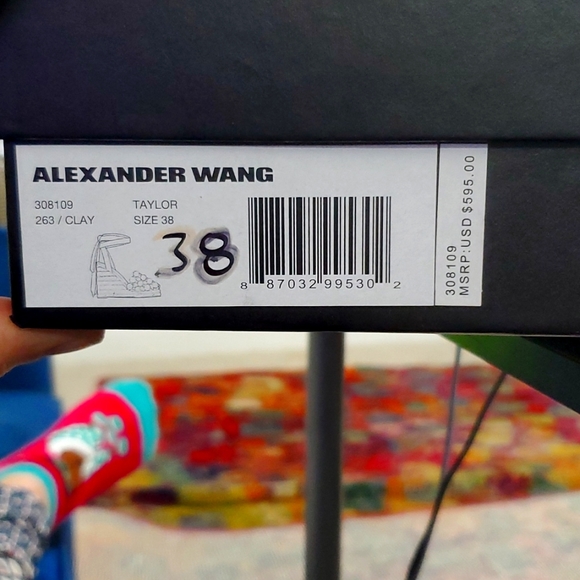 ALEXANDER WANG
308109 TAYLOR
263 / CLAY SIZE 38
38
8 87032 99530 2
308109
MSRP:USD $595.00